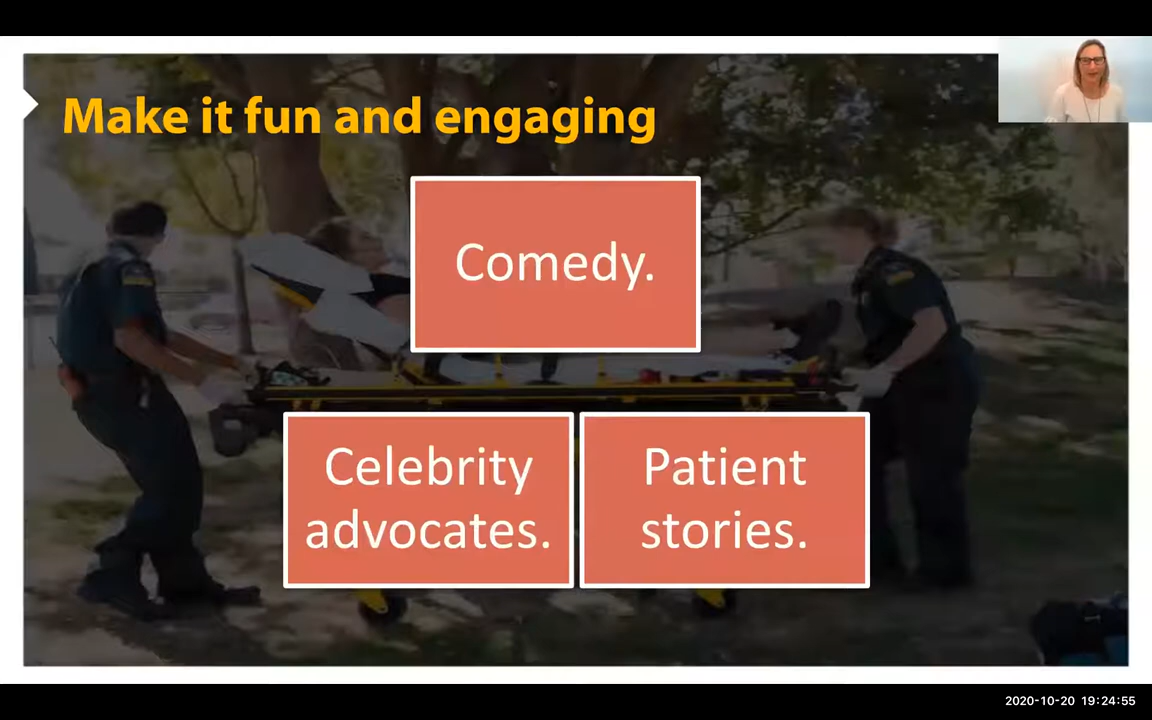 Make it fun and engaging
Comedy.
Celebrity
advocates.
Patient
stories.
2020-10-20 19:24:55